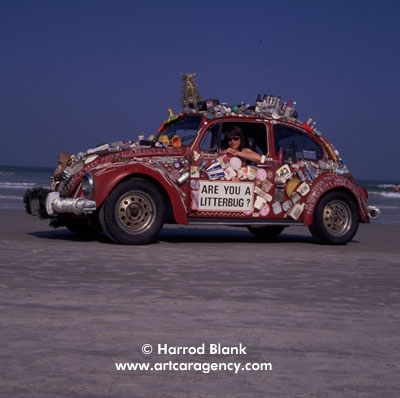 ARE YOU A
LITTERBUG ?
© Harrod Blank
www.artcaragency.com